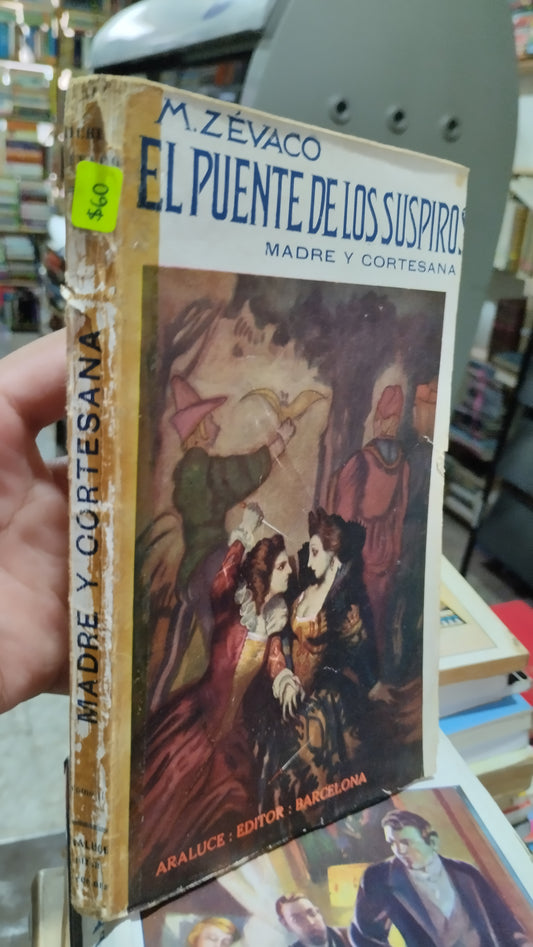 M. ZÉVACO
EL PUENTE DE LOS SUSPIROS
MADRE Y CORTESANA
ARALUCE : EDITOR : BARCELONA
$60
MADRE Y CORTESANA